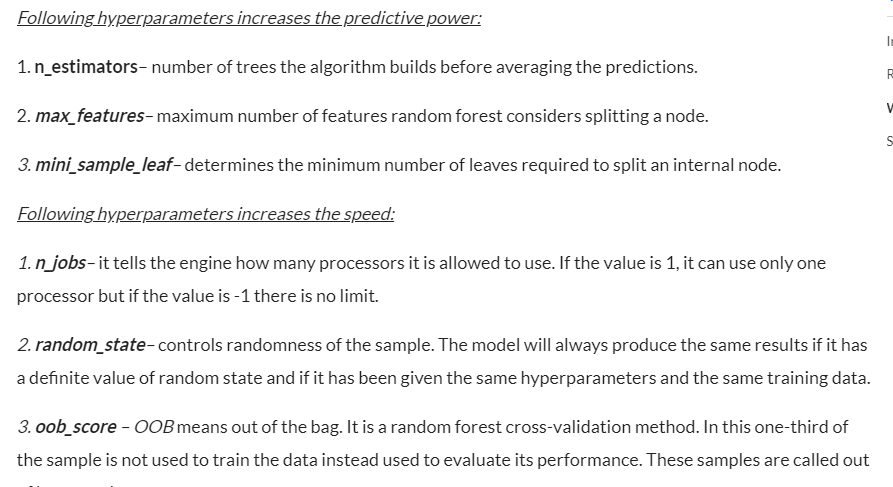 Following hyperparameters increases the predictive power:
1. n_estimators– number of trees the algorithm builds before averaging the predictions.
2. max_features– maximum number of features random forest considers splitting a node.
3. mini_sample_leaf– determines the minimum number of leaves required to split an internal node.
Following hyperparameters increases the speed:
1. n_jobs– it tells the engine how many processors it is allowed to use. If the value is 1, it can use only one
processor but if the value is -1 there is no limit.
2. random_state– controls randomness of the sample. The model will always produce the same results if it has
a definite value of random state and if it has been given the same hyperparameters and the same training data.
3. oob_score – OOB means out of the bag. It is a random forest cross-validation method. In this one-third of
the sample is not used to train the data instead used to evaluate its performance. These samples are called out